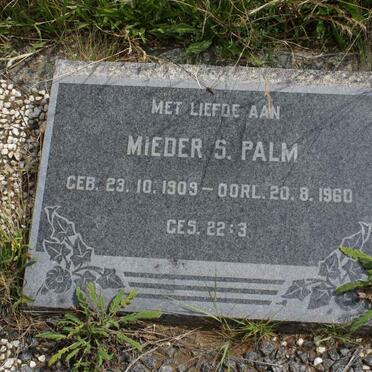 MET LIEFDE AAN
MIEDER S. PALM
GEB. 23. 10. 1909 – OORL. 20. 8. 1960
GES. 22:3